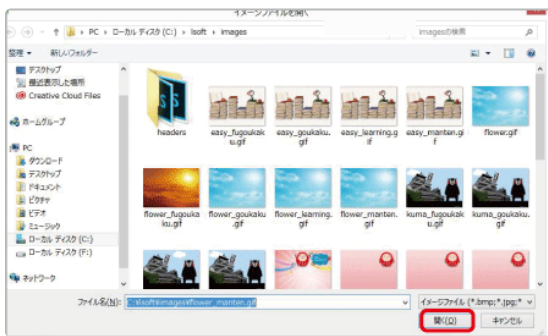 イメージファイルを開く
PC ▸ ローカル ディスク (C:) ▸ lsoft ▸ images
imagesの検索
整理 ▾ 新しいフォルダー
デスクトップ
最近表示した場所
Creative Cloud Files
ホームグループ
PC
ダウンロード
デスクトップ
ドキュメント
ピクチャ
ビデオ
ミュージック
ローカル ディスク (C:)
ローカル ディスク (F:)
ネットワーク
headers
easy_fugoukak
u.gif
easy_goukaku.
gif
easy_learning.g
if
easy_manten.gi
f
flower.gif
flower_fugouka
ku.gif
flower_goukaku
.gif
flower_learning.
gif
flower_manten.
gif
kuma_fugoukak
u.gif
kuma_goukaku.
gif
ファイル名(N): C:\lsoft\images\flower_manten.gif
イメージファイル (*.bmp;*.jpg;*
開く(O) キャンセル